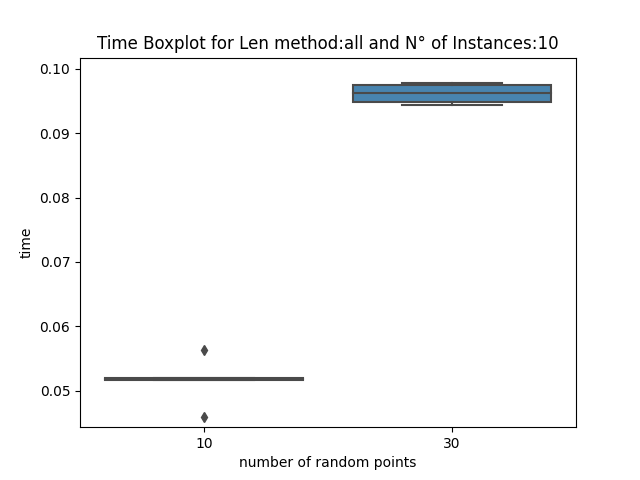 Time Boxplot for Len method:all and N° of Instances:10
0.10
0.09
0.08
0.07
0.06
0.05
time
10 30
number of random points